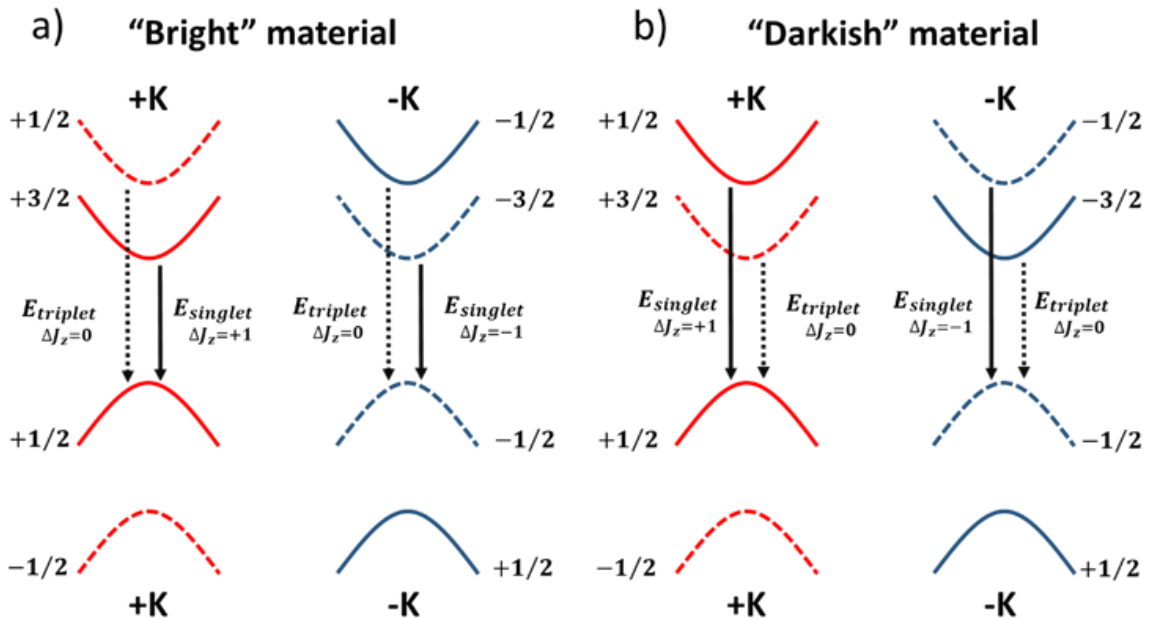 a) "Bright" material
b) "Darkish" material
+K -K +K -K
+1/2 −1/2 +1/2 −1/2
+3/2 −3/2 +3/2 −3/2
E_triplet E_singlet E_triplet E_singlet E_singlet E_triplet E_singlet E_triplet
ΔJ_z=0 ΔJ_z=+1 ΔJ_z=0 ΔJ_z=−1 ΔJ_z=+1 ΔJ_z=0 ΔJ_z=−1 ΔJ_z=0
+1/2 −1/2 +1/2 −1/2
−1/2 +1/2 −1/2 +1/2
+K -K +K -K